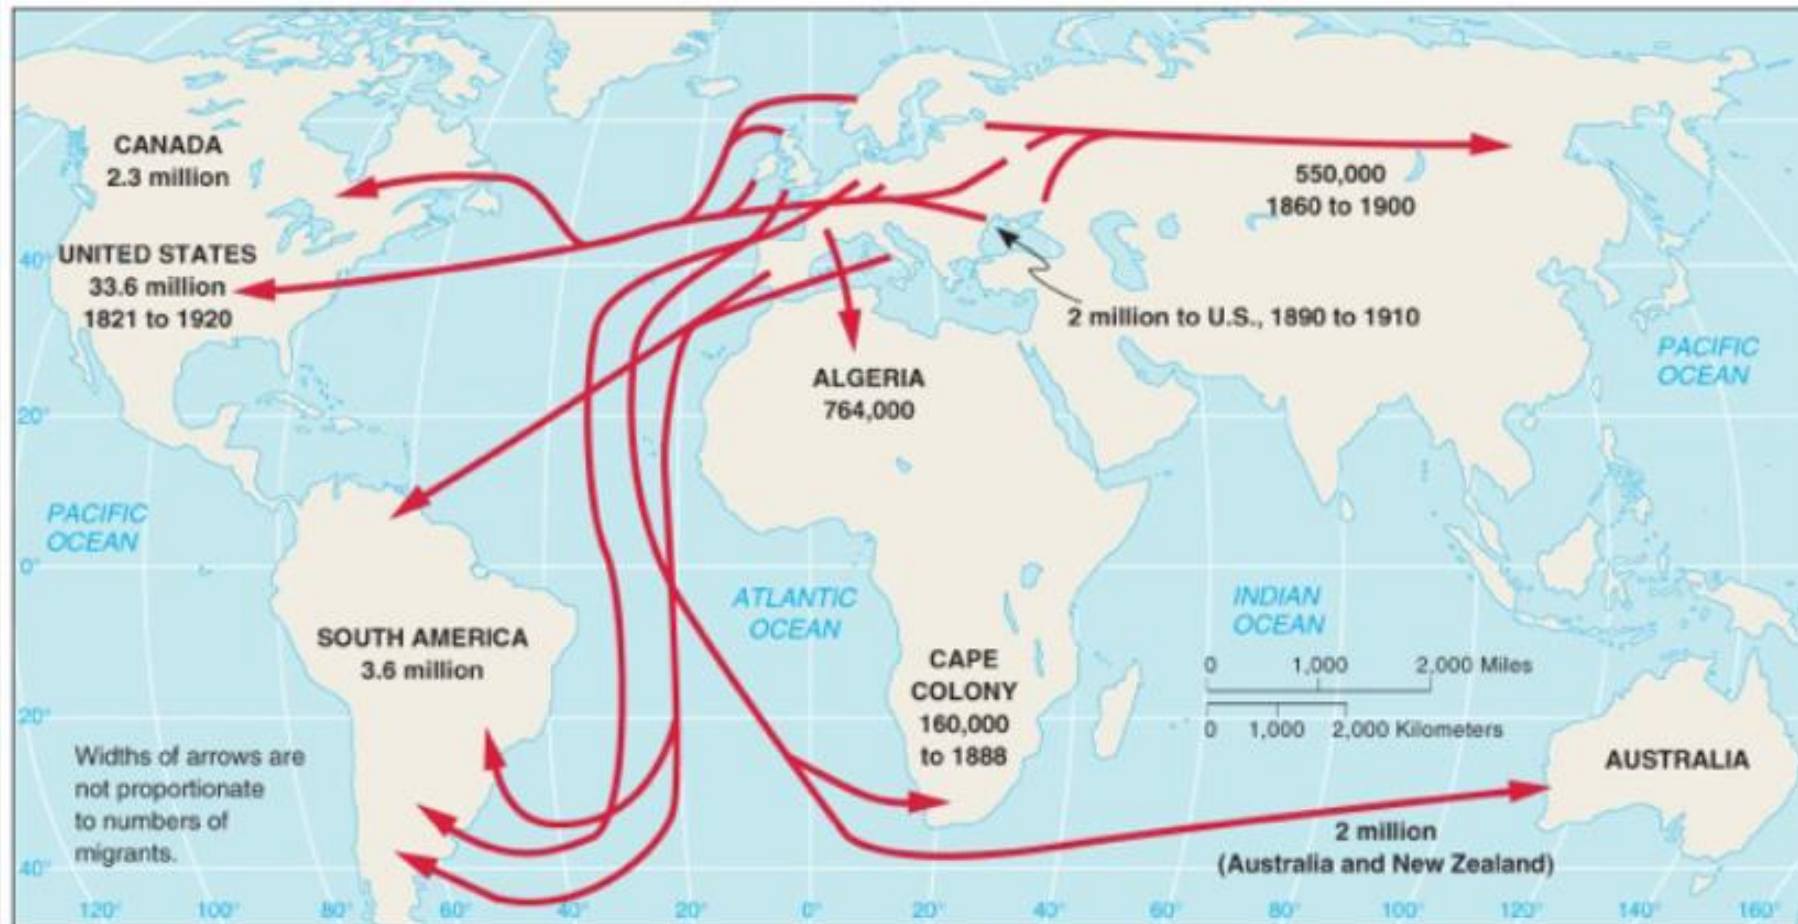 CANADA
2.3 million
UNITED STATES
33.6 million
1821 to 1920
550,000
1860 to 1900
2 million to U.S., 1890 to 1910
ALGERIA
764,000
PACIFIC
OCEAN
PACIFIC
OCEAN
ATLANTIC
OCEAN
INDIAN
OCEAN
SOUTH AMERICA
3.6 million
CAPE
COLONY
160,000
to 1888
0 1,000 2,000 Miles
0 1,000 2,000 Kilometers
AUSTRALIA
2 million
(Australia and New Zealand)
Widths of arrows are
not proportionate
to numbers of
migrants.
40°
20°
0°
20°
40°
120° 100° 80° 60° 40° 20° 0° 20° 40° 60° 80° 100° 120° 140° 160°